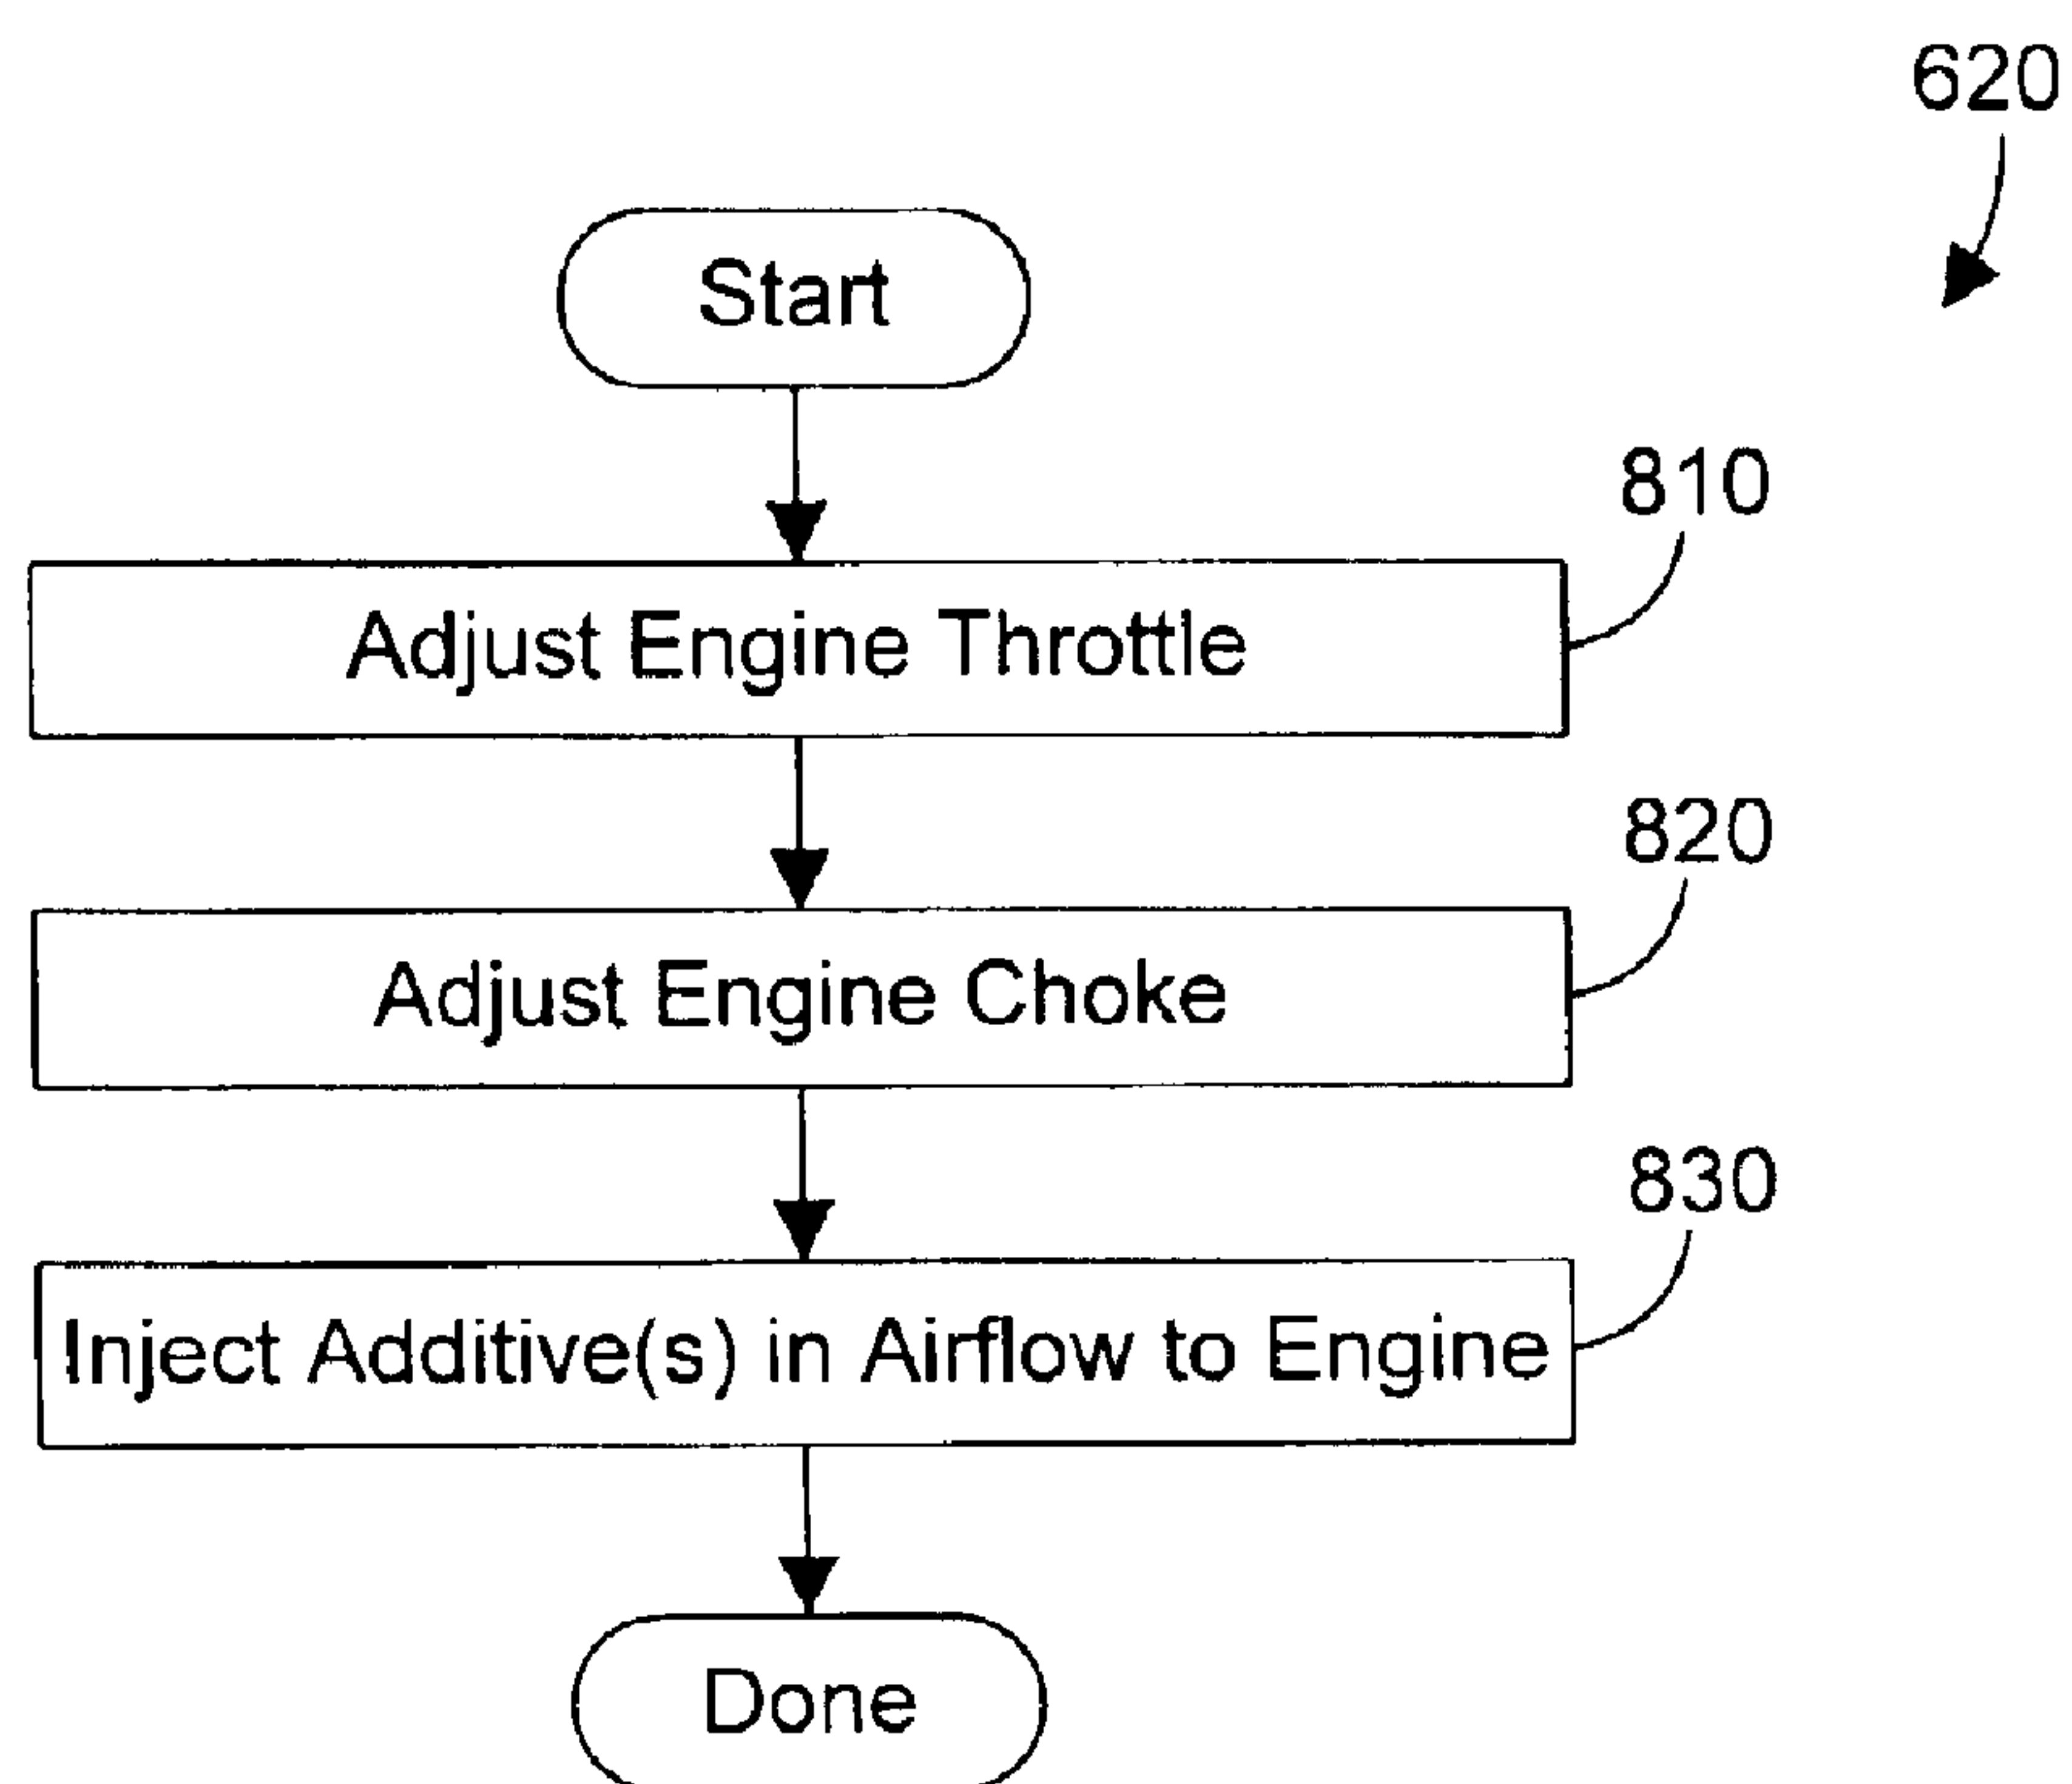 620
Start
810
Adjust Engine Throttle
820
Adjust Engine Choke
830
Inject Additive(s) in Airflow to Engine
Done